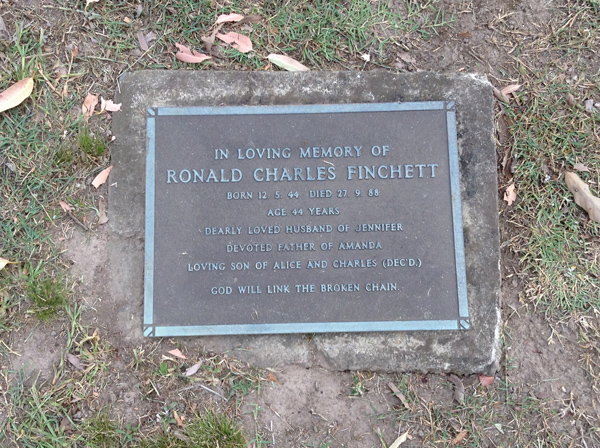 IN LOVING MEMORY OF
RONALD CHARLES FINCHETT
BORN 12. 5. 44 DIED 27. 9. 88
AGE 44 YEARS
DEARLY LOVED HUSBAND OF JENNIFER
DEVOTED FATHER OF AMANDA
LOVING SON OF ALICE AND CHARLES (DEC'D.)
GOD WILL LINK THE BROKEN CHAIN.